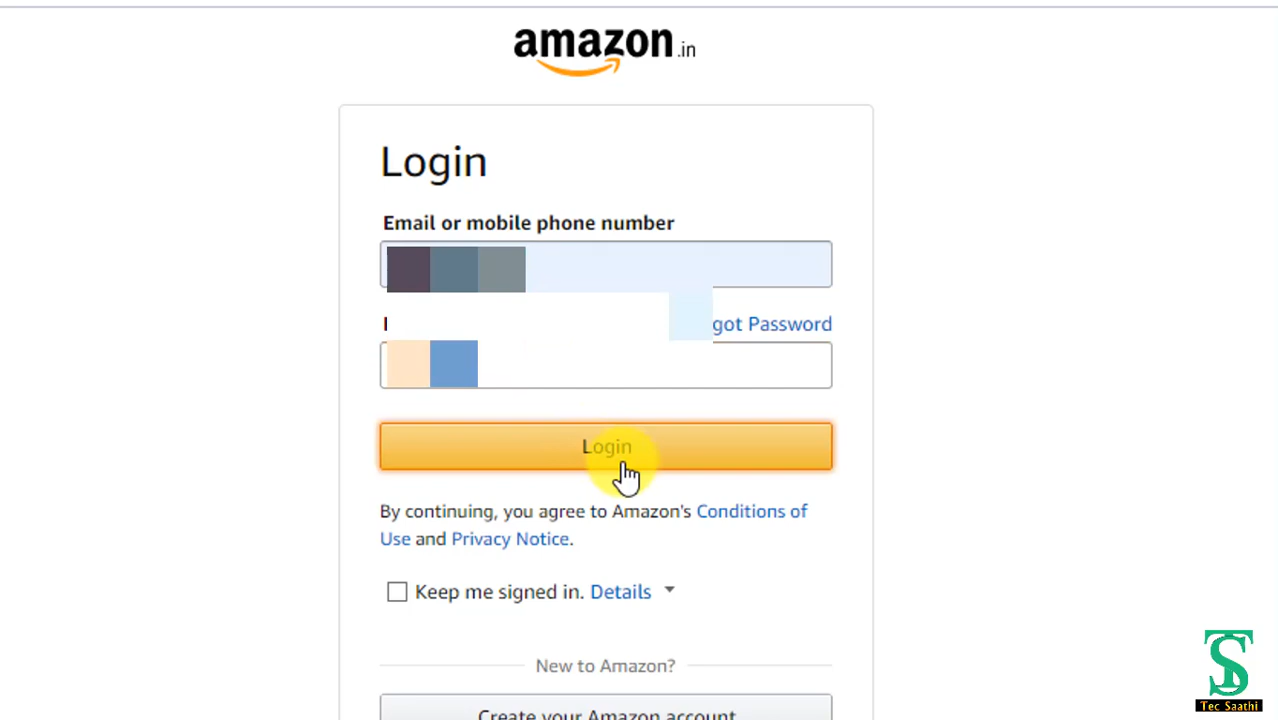 amazon.in
Login
Email or mobile phone number
got Password
Login
By continuing, you agree to Amazon's Conditions of
Use and Privacy Notice.
Keep me signed in. Details
New to Amazon?
Create your Amazon account
TS
Tec Saathi